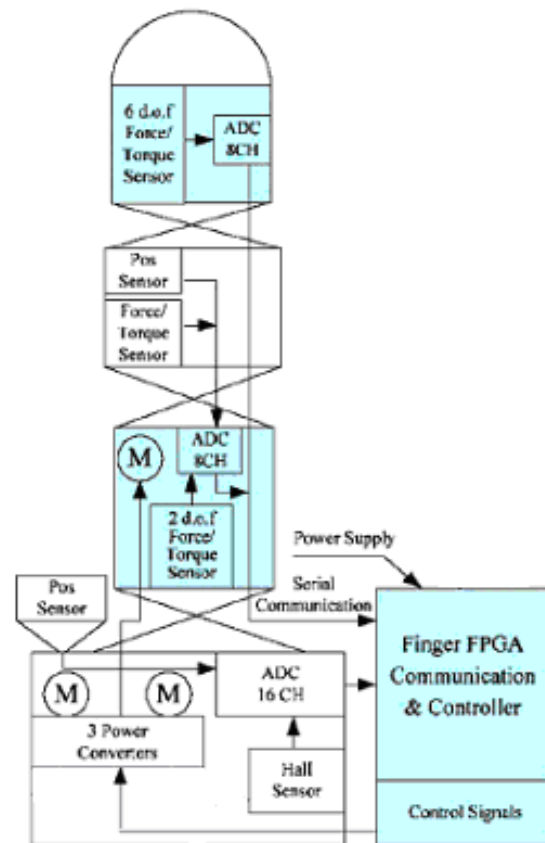 6 d.o.f
Force/
Torque
Sensor
ADC
8CH
Pos
Sensor
Force/
Torque
Sensor
M
ADC
8CH
2 d.o.f
Force/
Torque
Sensor
Power Supply
Pos
Sensor
Serial
Communication
Finger FPGA
Communication
& Controller
M
M
ADC
16 CH
3 Power
Converters
Hall
Sensor
Control Signals